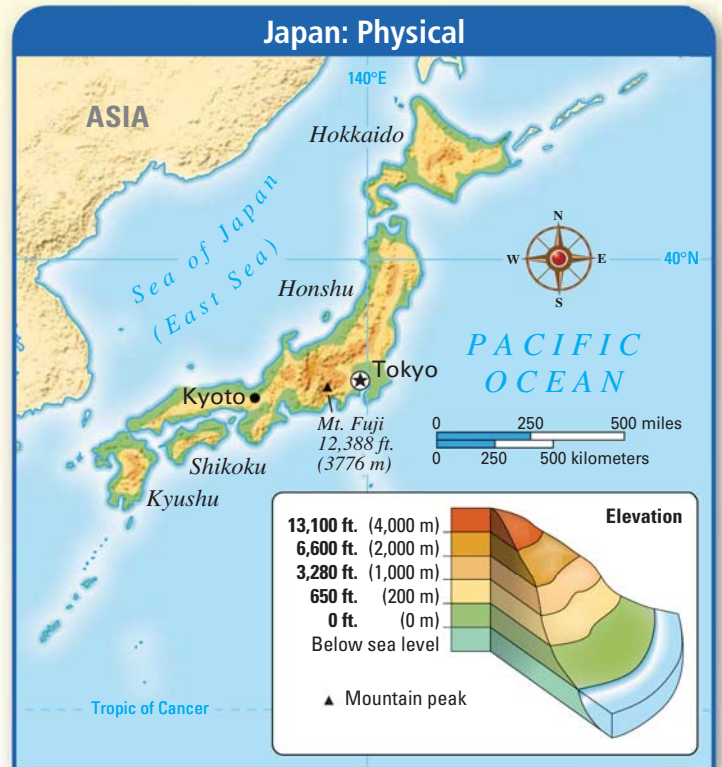 Japan: Physical
140°E
ASIA
Hokkaido
Sea of Japan
(East Sea)
N
W
E
S
40°N
Honshu
PACIFIC
OCEAN
Tokyo
Kyoto
Mt. Fuji
12,388 ft.
(3776 m)
0 250 500 miles
0 250 500 kilometers
Shikoku
Kyushu
Elevation
13,100 ft. (4,000 m)
6,600 ft. (2,000 m)
3,280 ft. (1,000 m)
650 ft. (200 m)
0 ft. (0 m)
Below sea level
▲ Mountain peak
Tropic of Cancer